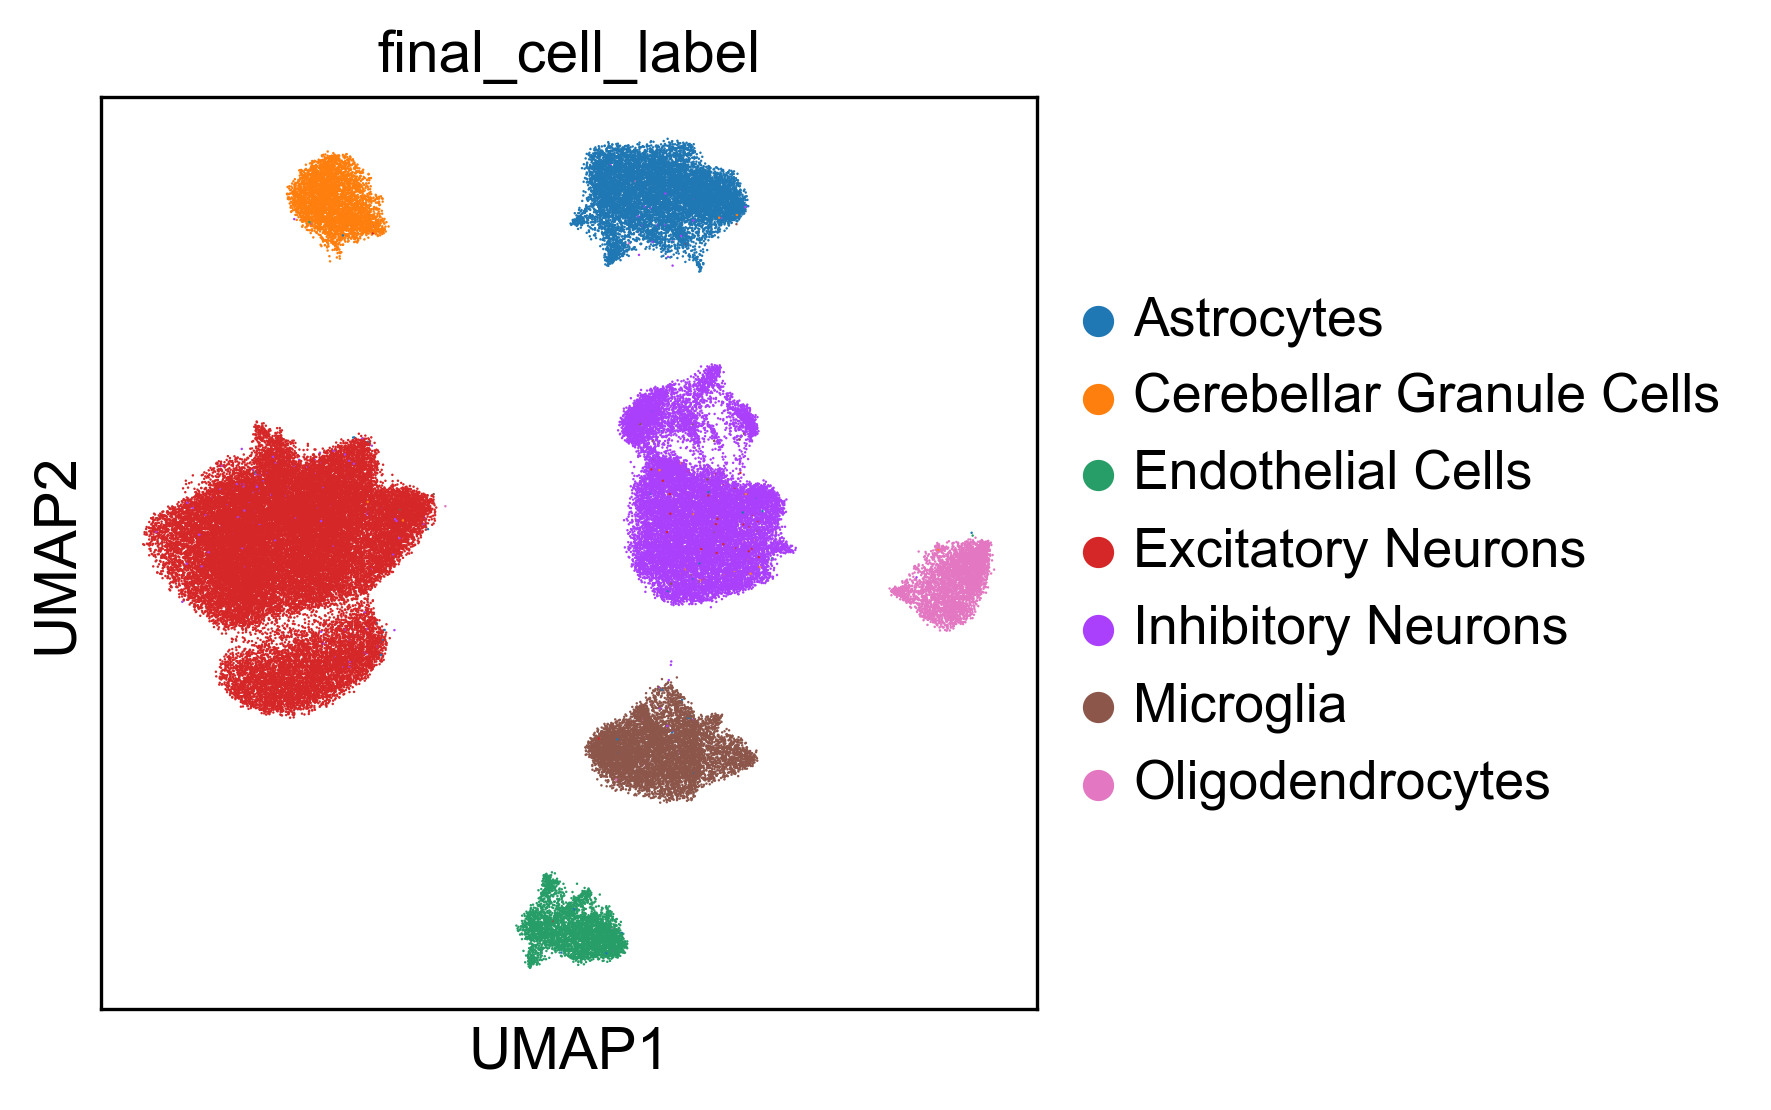 final_cell_label
UMAP2
UMAP1
Astrocytes
Cerebellar Granule Cells
Endothelial Cells
Excitatory Neurons
Inhibitory Neurons
Microglia
Oligodendrocytes